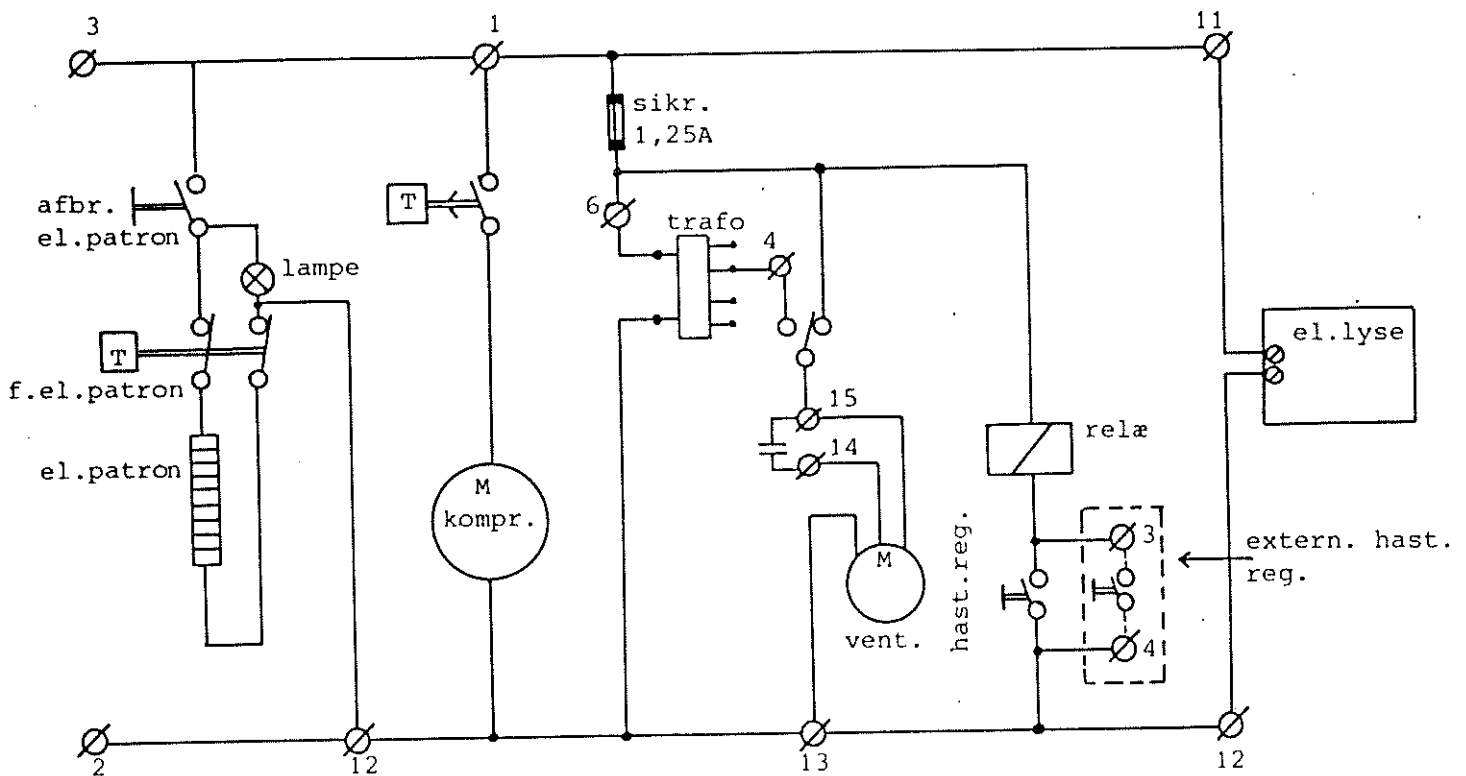 3
1
11
sikr.
1,25A
afbr.
el.patron
T
6
trafo
4
lampe
T
f.el.patron
el.lyse
15
14
relæ
el.patron
M
kompr.
M
vent.
hast.reg.
3
4
extern. hast.
reg.
2
12
13
12